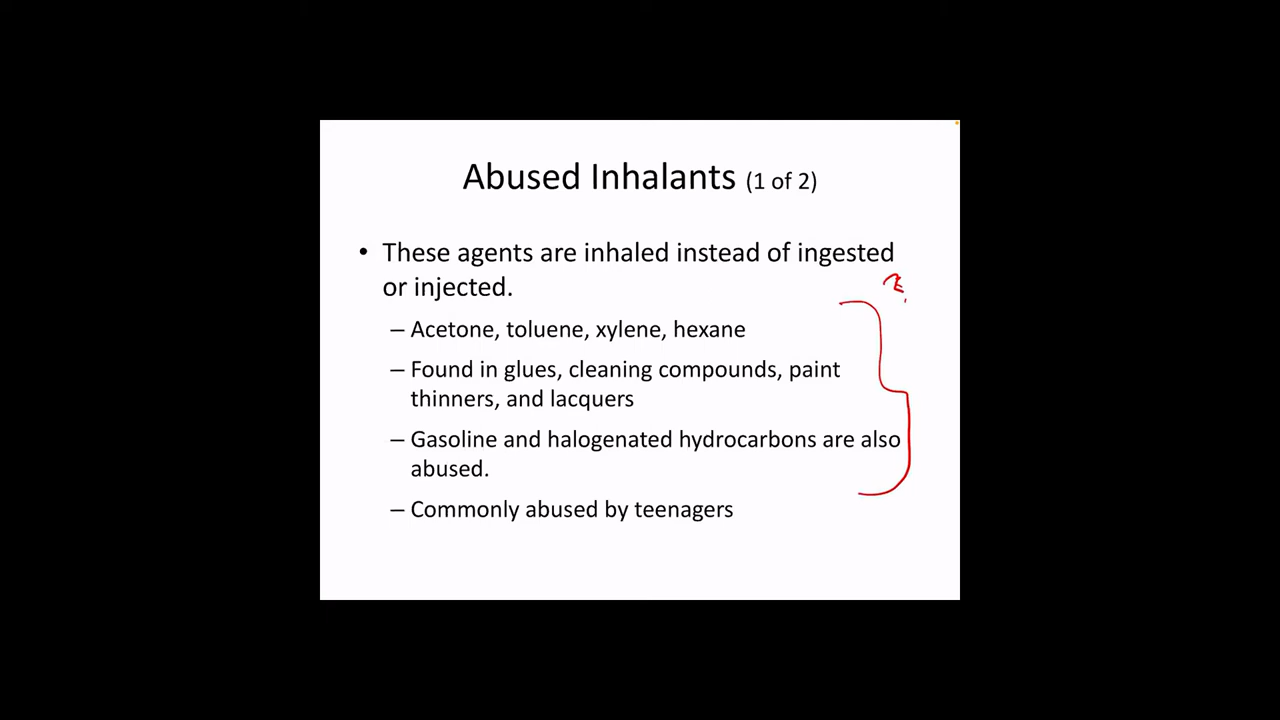 Abused Inhalants (1 of 2)
• These agents are inhaled instead of ingested
or injected.
– Acetone, toluene, xylene, hexane
– Found in glues, cleaning compounds, paint
thinners, and lacquers
– Gasoline and halogenated hydrocarbons are also
abused.
– Commonly abused by teenagers